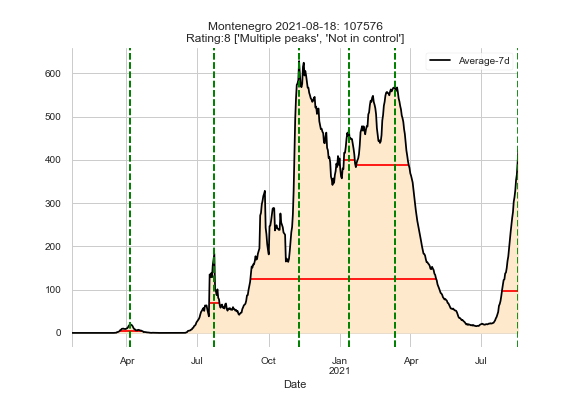 Montenegro 2021-08-18: 107576
Rating:8 ['Multiple peaks', 'Not in control']
Average-7d
600
500
400
300
200
100
0
Apr
Jul
Oct
Jan
2021
Apr
Jul
Date